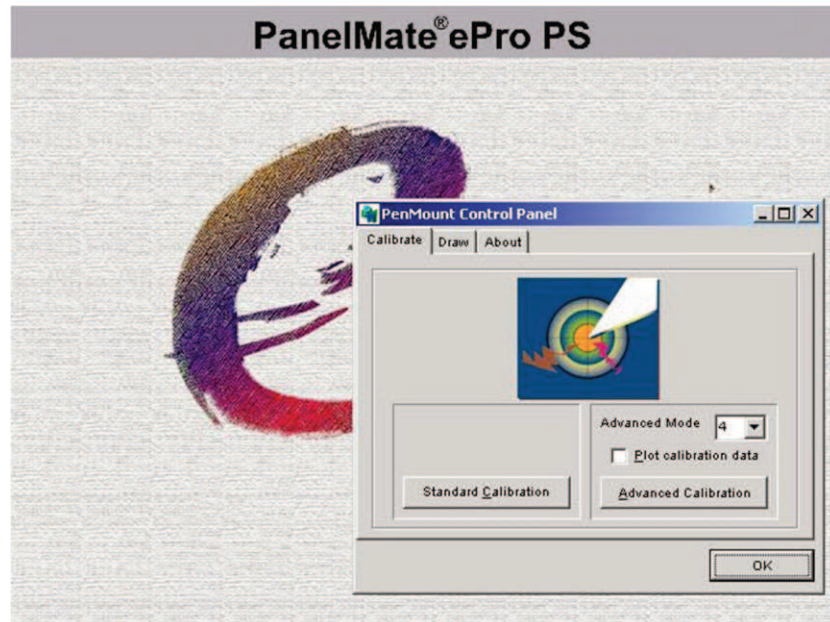 PanelMate® ePro PS
PenMount Control Panel
Calibrate Draw About
Advanced Mode 4
Plot calibration data
Standard Calibration
Advanced Calibration
OK